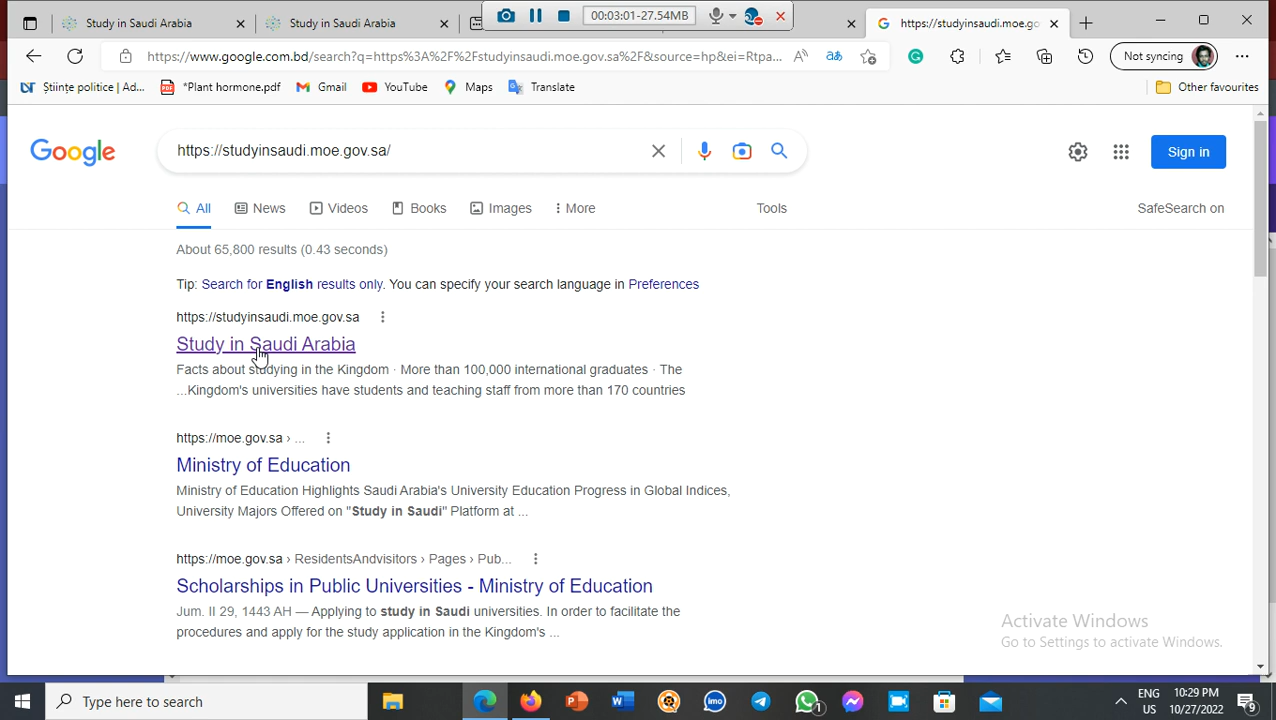 Study in Saudi Arabia
Study in Saudi Arabia
00:03:01-27.54MB
https://studyinsaudi.moe.go
https://www.google.com.bd/search?q=https%3A%2F%2Fstudyinsaudi.moe.gov.sa%2F&source=hp&ei=Rtpa...
Not syncing
Științe politice | Ad...
*Plant hormone.pdf
Gmail
YouTube
Maps
Translate
Other favourites
Google
https://studyinsaudi.moe.gov.sa/
Sign in
All
News
Videos
Books
Images
More
Tools
SafeSearch on
About 65,800 results (0.43 seconds)
Tip: Search for English results only. You can specify your search language in Preferences
https://studyinsaudi.moe.gov.sa
Study in Saudi Arabia
Facts about studying in the Kingdom · More than 100,000 international graduates · The
...Kingdom's universities have students and teaching staff from more than 170 countries
https://moe.gov.sa › ...
Ministry of Education
Ministry of Education Highlights Saudi Arabia's University Education Progress in Global Indices,
University Majors Offered on "Study in Saudi" Platform at ...
https://moe.gov.sa › ResidentsAndvisitors › Pages › Pub...
Scholarships in Public Universities - Ministry of Education
Jum. II 29, 1443 AH — Applying to study in Saudi universities. In order to facilitate the
procedures and apply for the study application in the Kingdom's ...
Activate Windows
Go to Settings to activate Windows.
Type here to search
ENG
US
10:29 PM
10/27/2022